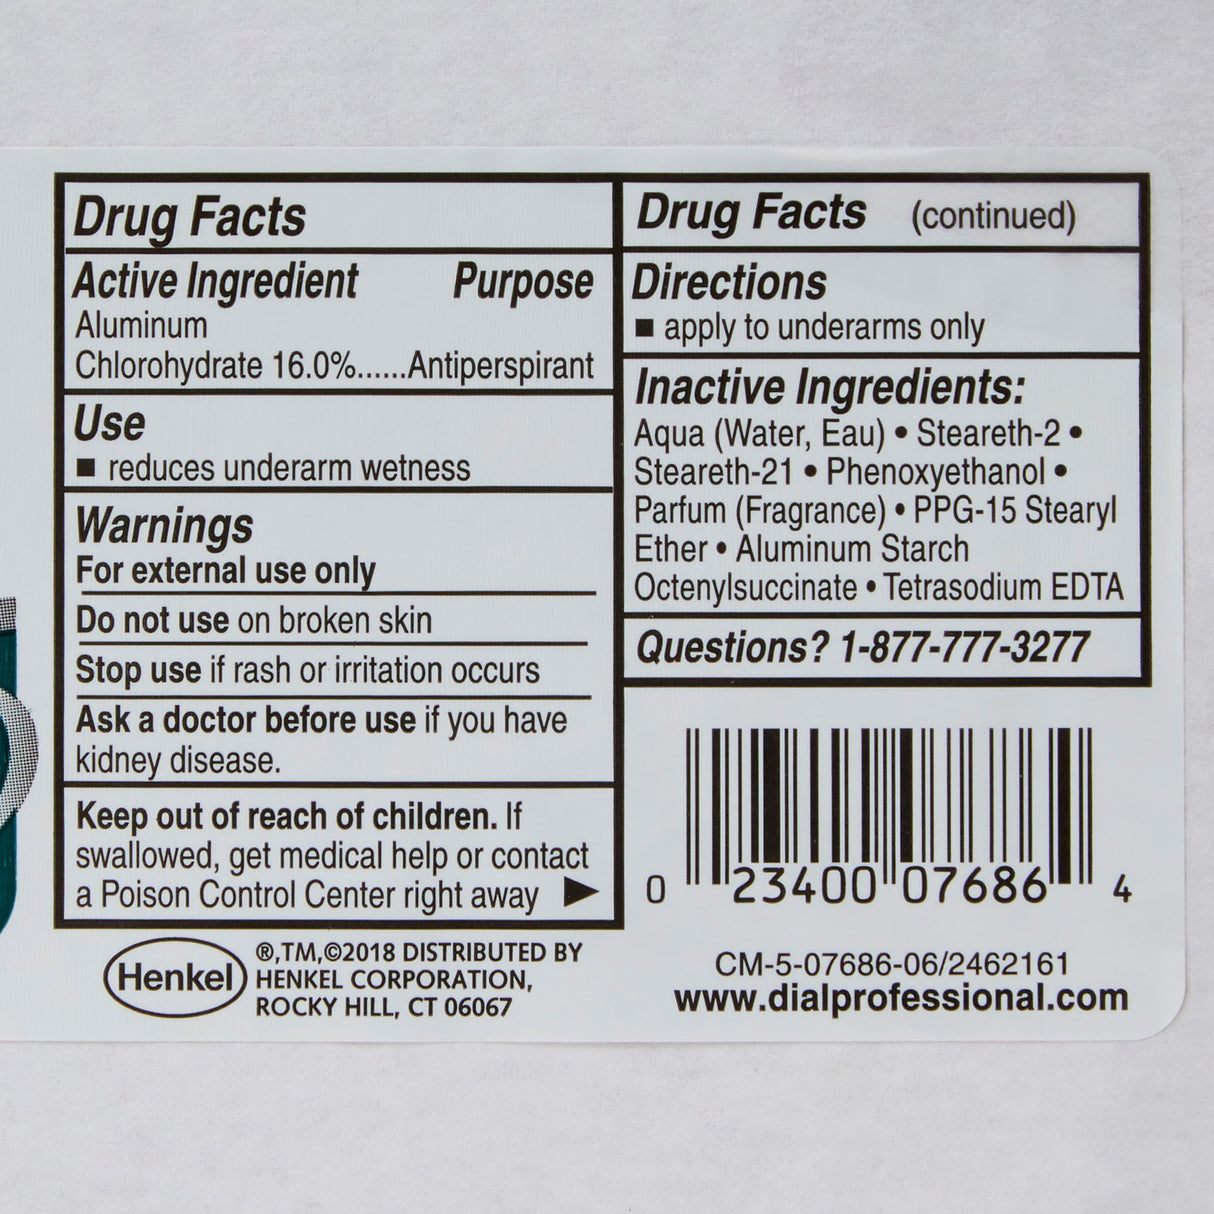 Drug Facts
Active Ingredient Purpose
Aluminum
Chlorohydrate 16.0%......Antiperspirant
Use
■ reduces underarm wetness
Warnings
For external use only
Do not use on broken skin
Stop use if rash or irritation occurs
Ask a doctor before use if you have
kidney disease.
Keep out of reach of children. If
swallowed, get medical help or contact
a Poison Control Center right away ▶
Drug Facts (continued)
Directions
■ apply to underarms only
Inactive Ingredients:
Aqua (Water, Eau) • Steareth-2 •
Steareth-21 • Phenoxyethanol •
Parfum (Fragrance) • PPG-15 Stearyl
Ether • Aluminum Starch
Octenylsuccinate • Tetrasodium EDTA
Questions? 1-877-777-3277
0 23400 07686 4
Henkel
®,TM,©2018 DISTRIBUTED BY
HENKEL CORPORATION,
ROCKY HILL, CT 06067
CM-5-07686-06/2462161
www.dialprofessional.com